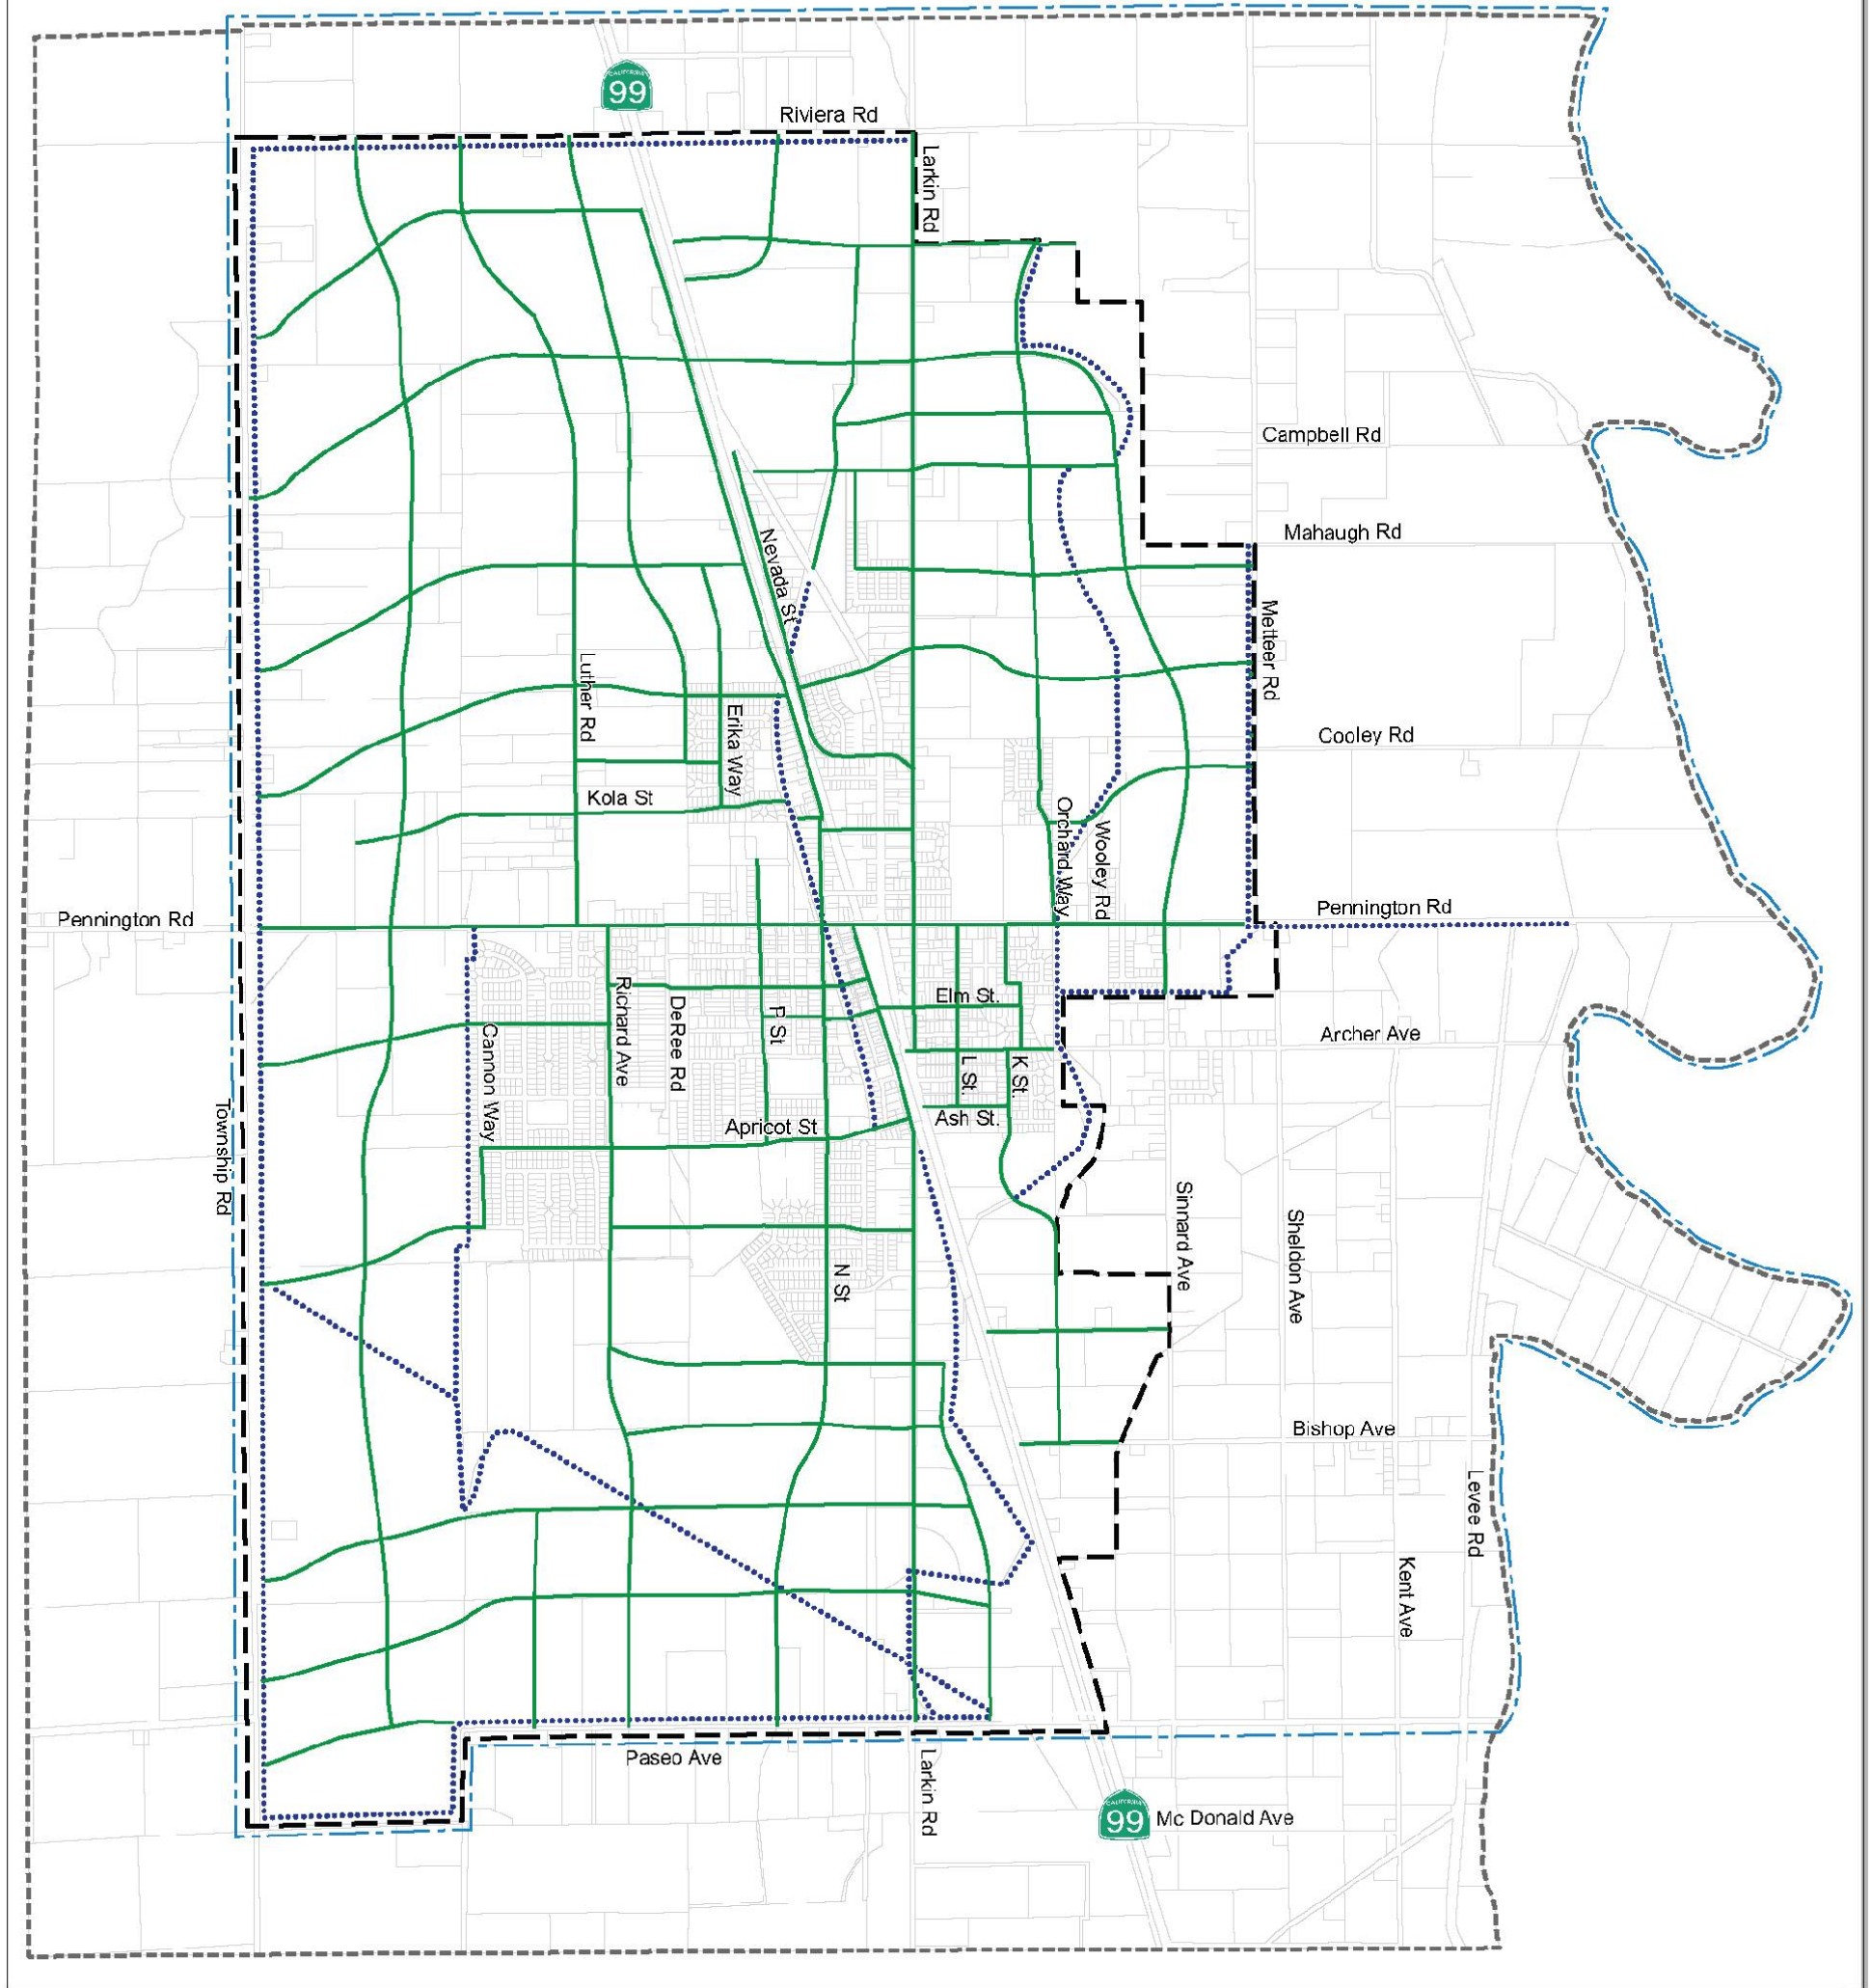 CALIFORNIA
99
Riviera Rd
Larkin Rd
Campbell Rd
Mahaugh Rd
Nevada St
Metteer Rd
Luther Rd
Erika Way
Cooley Rd
Kola St
Orchard Way
Wooley Rd
Pennington Rd
Pennington Rd
Elm St.
Richard Ave
DeRee Rd
P St
Cannon Way
Archer Ave
L St.
K St.
Township Rd
Apricot St
Ash St.
Sinnard Ave
Sheldon Ave
N St
Bishop Ave
Levee Rd
Kent Ave
Paseo Ave
Larkin Rd
CALIFORNIA
99
Mc Donald Ave